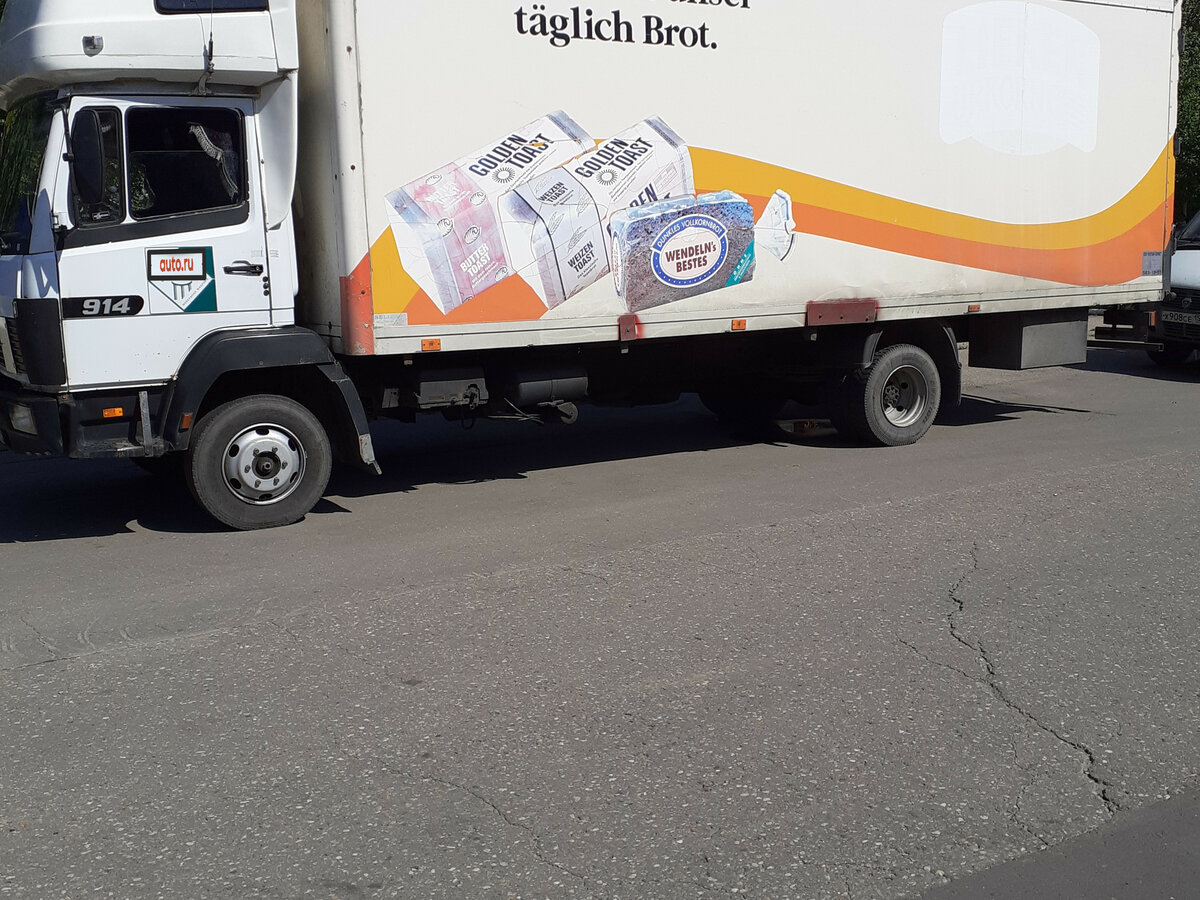 unser
täglich Brot.
GOLDEN
TOAST
GOLDEN
TOAST
WEIZEN
TOAST
BUTTER
TOAST
WEIZEN
TOAST
DUNKLES VOLLKORNBROT
WENDELN's
BESTES
auto.ru
914